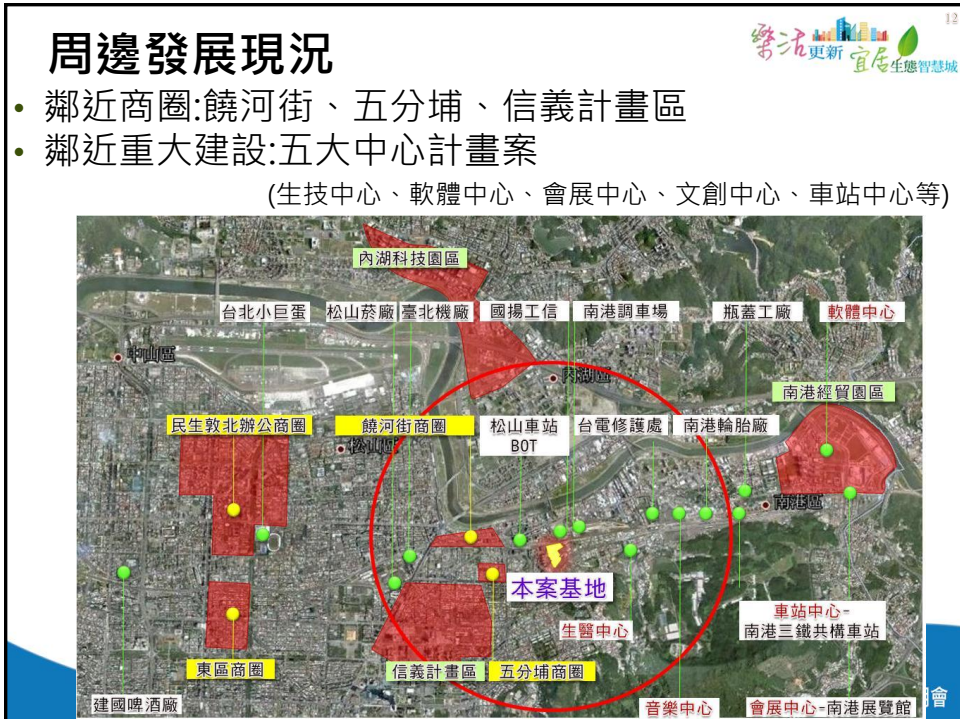 12
樂活更新 宜居生態智慧城
周邊發展現況
• 鄰近商圈:饒河街、五分埔、信義計畫區
• 鄰近重大建設:五大中心計畫案
(生技中心、軟體中心、會展中心、文創中心、車站中心等)
內湖科技園區
台北小巨蛋 松山菸廠 臺北機廠 國揚工信 南港調車場 瓶蓋工廠 軟體中心
中山區
內湖區
南港經貿園區
民生敦北辦公商圈 饒河街商圈 松山車站 台電修護處 南港輪胎廠
BOT
松山區
南港區
本案基地
生醫中心
車站中心-
南港三鐵共構車站
東區商圈 信義計畫區 五分埔商圈
建國啤酒廠 音樂中心 會展中心-南港展覽館
會